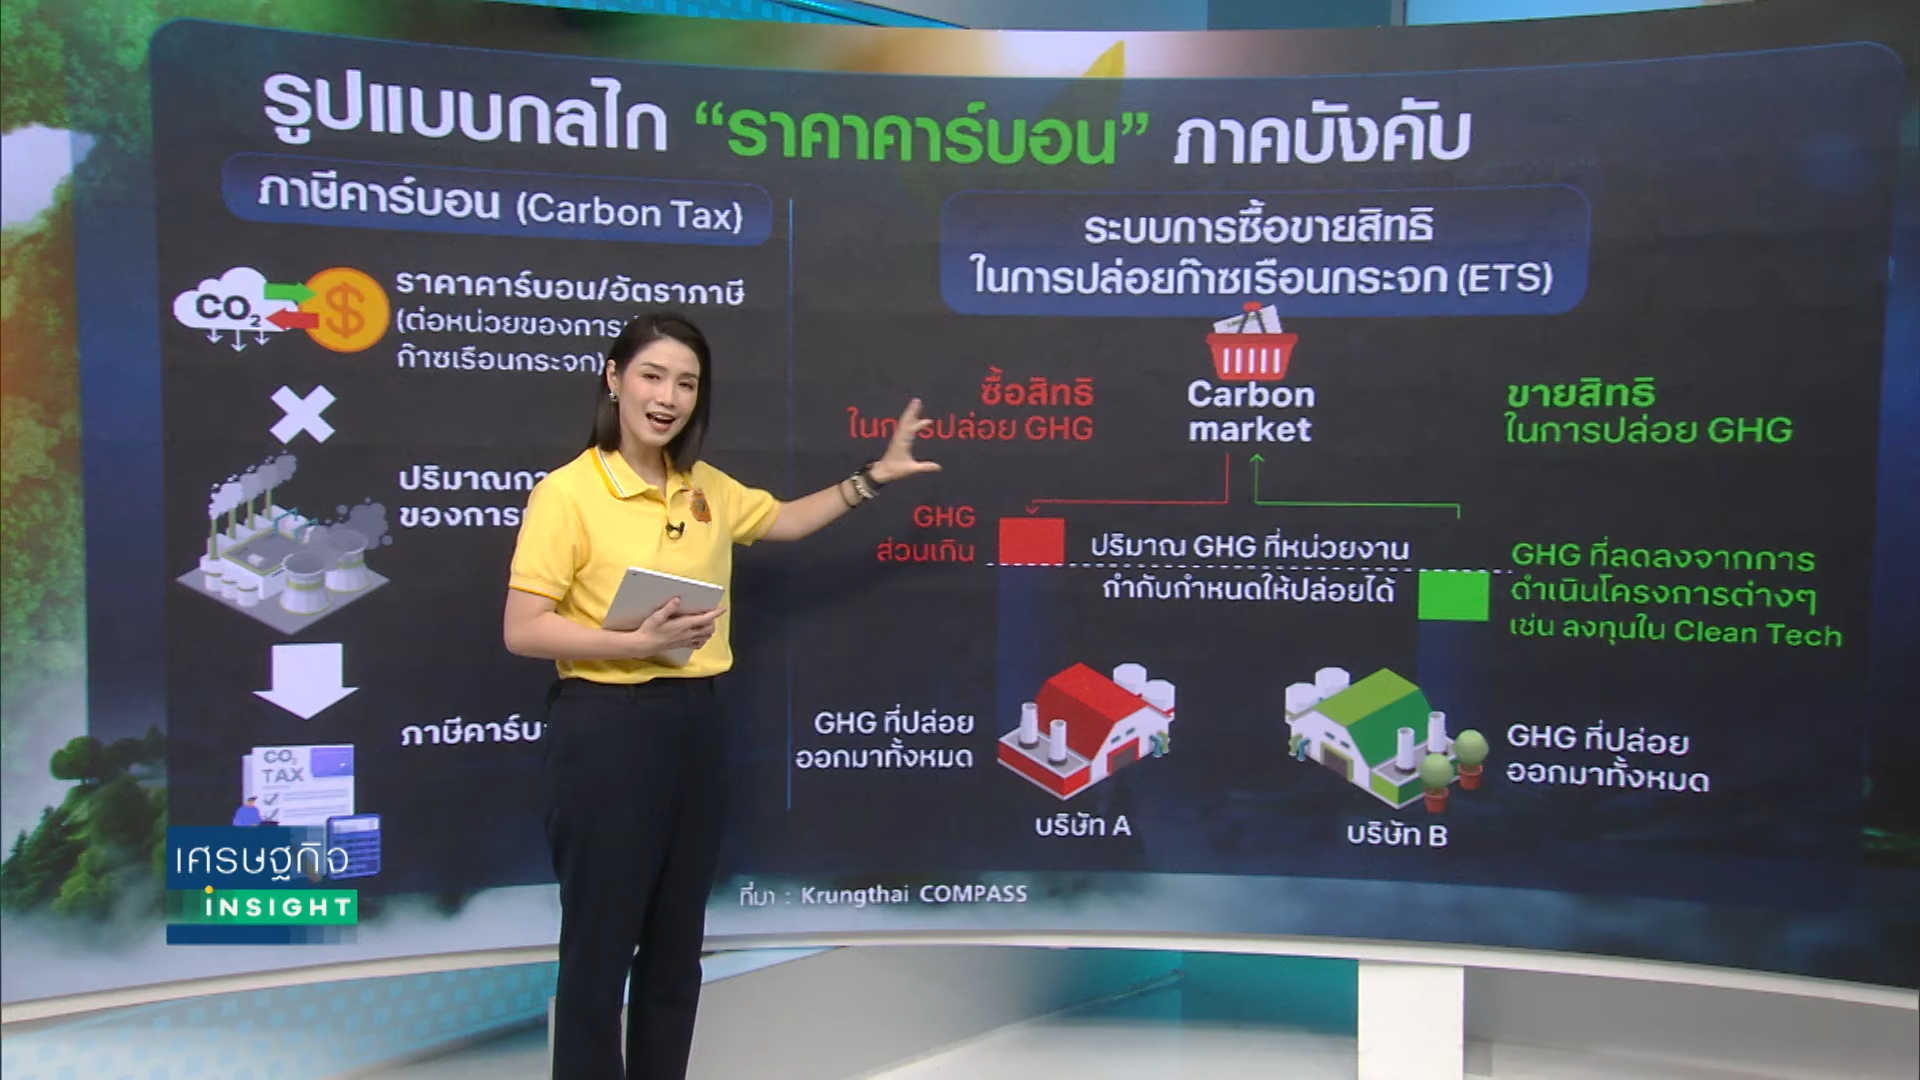 รูปแบบกลไก “ราคาคาร์บอน” ภาคบังคับ
ภาษีคาร์บอน (Carbon Tax)
CO₂
$
ราคาคาร์บอน/อัตราภาษี
(ต่อหน่วยของการ
ก๊าซเรือนกระจก)
ปริมาณ
ของการ
ภาษีคาร์บ
CO₂
TAX
ระบบการซื้อขายสิทธิ
ในการปล่อยก๊าซเรือนกระจก (ETS)
ซื้อสิทธิ
ในการปล่อย GHG
Carbon
market
ขายสิทธิ
ในการปล่อย GHG
GHG
ส่วนเกิน
ปริมาณ GHG ที่หน่วยงาน
กำกับกำหนดให้ปล่อยได้
GHG ที่ลดลงจากการ
ดำเนินโครงการต่างๆ
เช่น ลงทุนใน Clean Tech
GHG ที่ปล่อย
ออกมาทั้งหมด
บริษัท A
บริษัท B
GHG ที่ปล่อย
ออกมาทั้งหมด
ที่มา : Krungthai COMPASS
เศรษฐกิจ
iNSIGHT